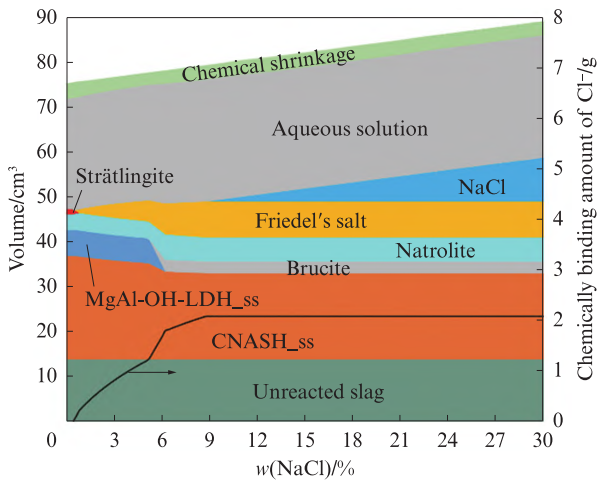 90
80
70
60
50
40
30
20
10
0
Volume/cm³
8
7
6
5
4
3
2
1
0
Chemically binding amount of Cl⁻/g
Chemical shrinkage
Aqueous solution
Strätlingite
NaCl
Friedel's salt
Natrolite
Brucite
MgAl-OH-LDH_ss
CNASH_ss
Unreacted slag
0 3 6 9 12 15 18 21 24 27 30
w(NaCl)/%